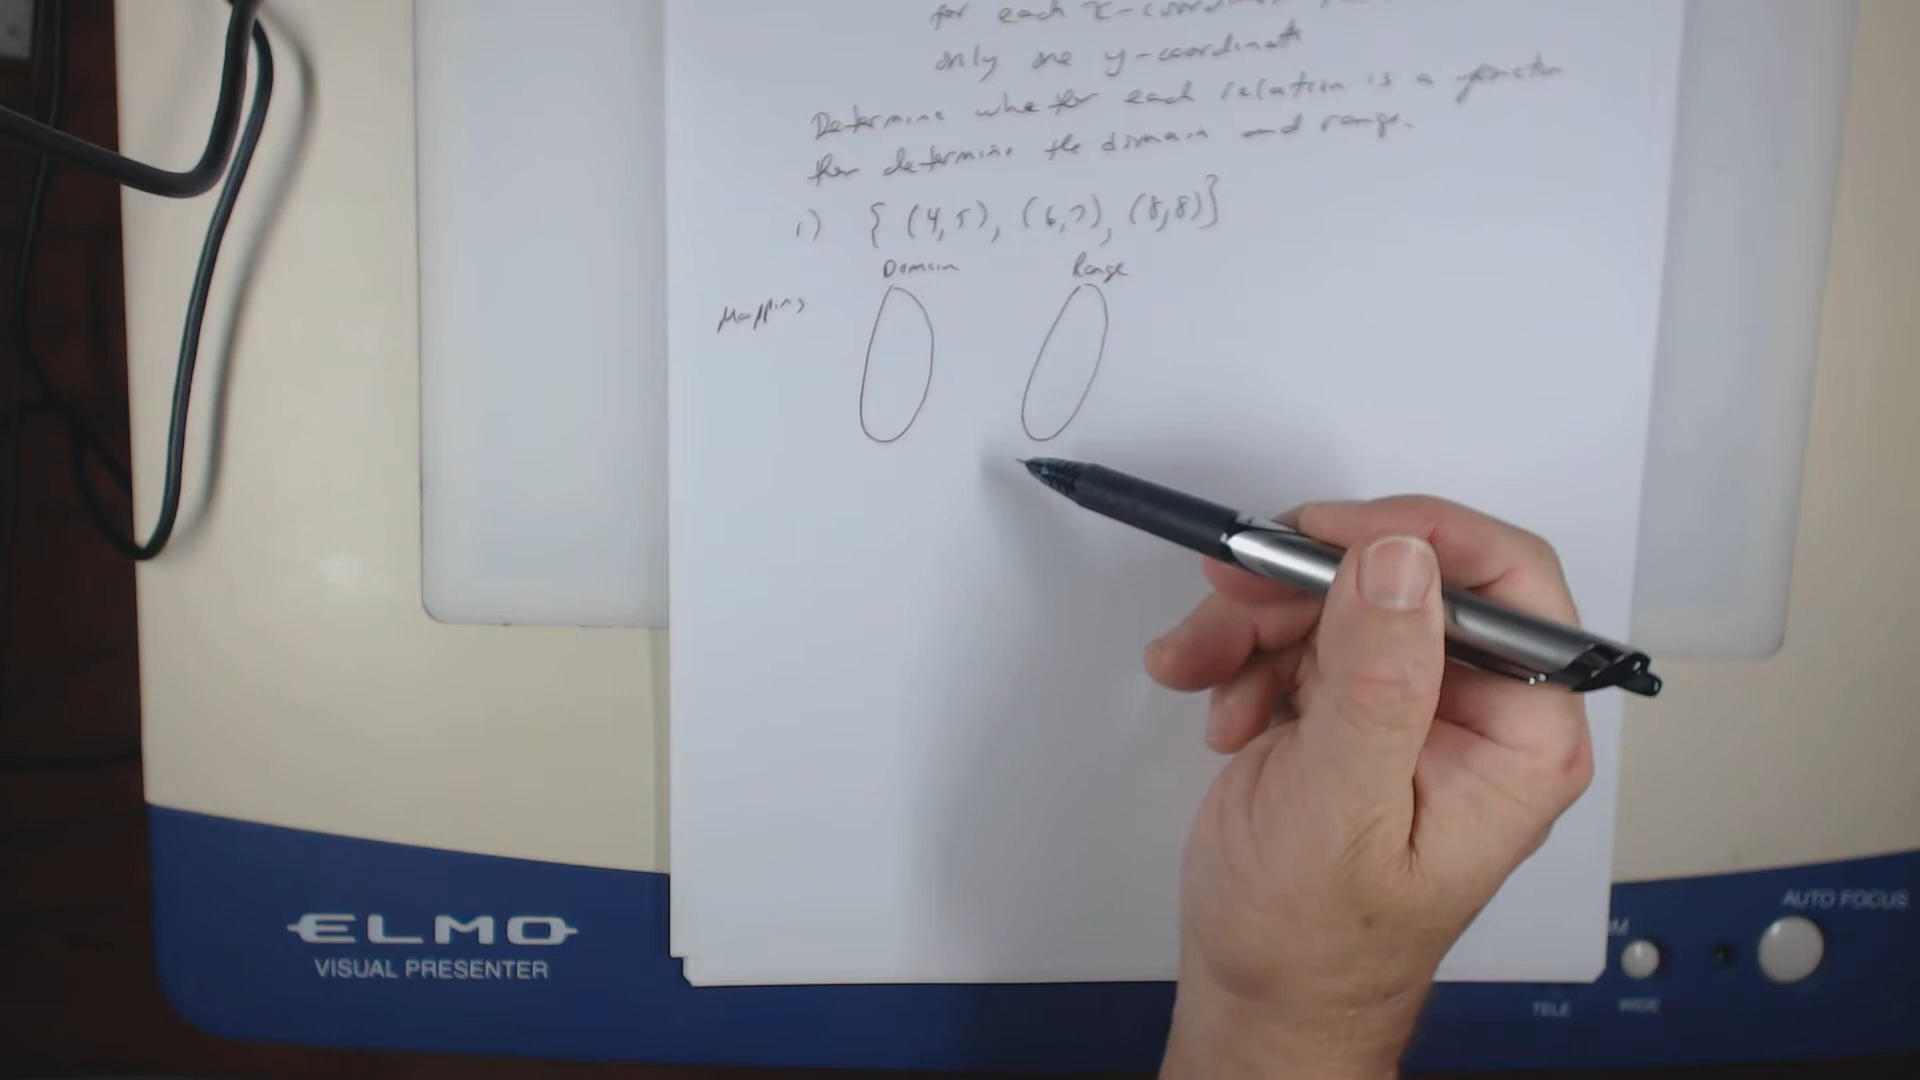 for each x-coordinate
only one y-coordinate
Determine whether each relation is a function
then determine the domain and range.
1) { (4,5), (6,7), (8,8)}
Domain Range
Mapping
ELMO
VISUAL PRESENTER
AUTO FOCUS
TELE WIDE